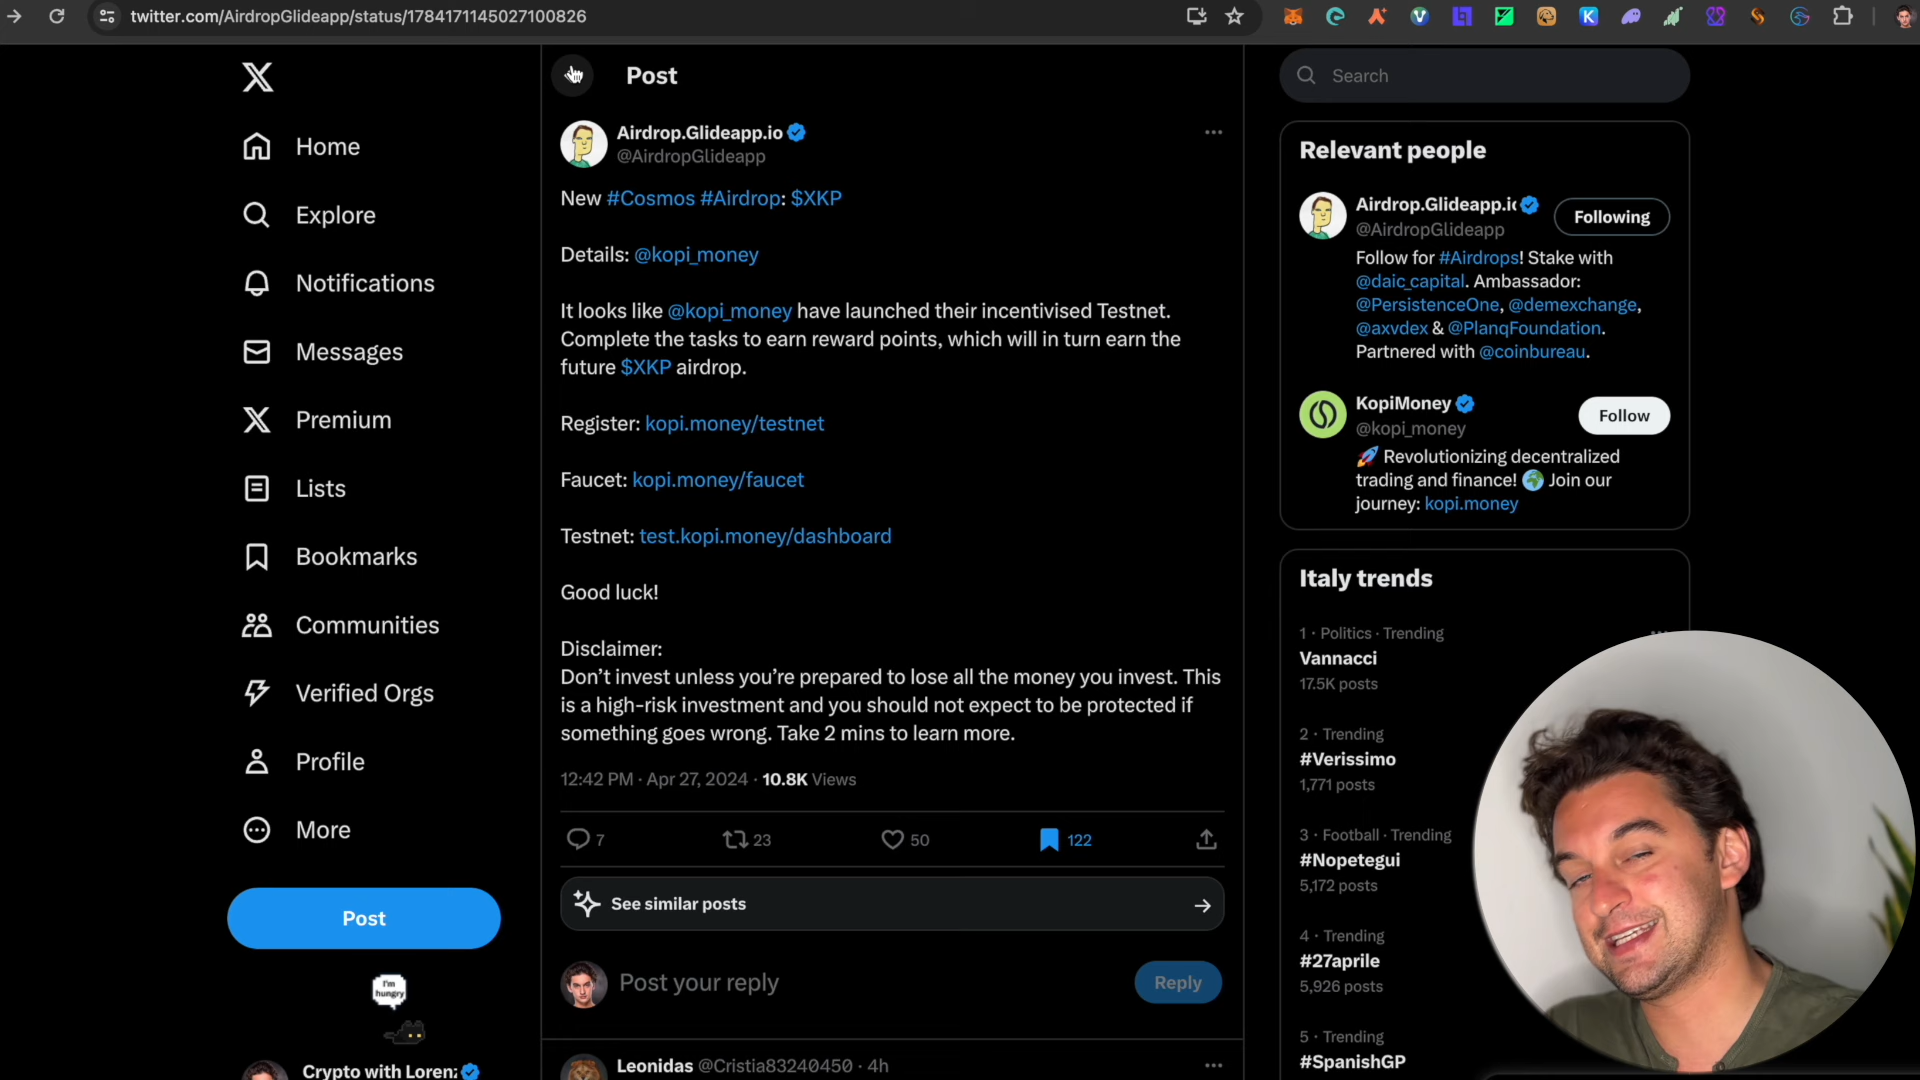 twitter.com/AirdropGlideapp/status/1784171145027100826
Home
Explore
Notifications
Messages
Premium
Lists
Bookmarks
Communities
Verified Orgs
Profile
More
Post
I'm
hungry
Crypto with Lorenz
Post
Airdrop.Glideapp.io
@AirdropGlideapp
New #Cosmos #Airdrop: $XKP
Details: @kopi_money
It looks like @kopi_money have launched their incentivised Testnet.
Complete the tasks to earn reward points, which will in turn earn the
future $XKP airdrop.
Register: kopi.money/testnet
Faucet: kopi.money/faucet
Testnet: test.kopi.money/dashboard
Good luck!
Disclaimer:
Don’t invest unless you’re prepared to lose all the money you invest. This
is a high-risk investment and you should not expect to be protected if
something goes wrong. Take 2 mins to learn more.
12:42 PM · Apr 27, 2024 · 10.8K Views
7 23 50 122
See similar posts
Post your reply
Reply
Leonidas @Cristia83240450 · 4h
Search
Relevant people
Airdrop.Glideapp.io
@AirdropGlideapp
Following
Follow for #Airdrops! Stake with
@daic_capital. Ambassador:
@PersistenceOne, @demexchange,
@axvdex & @PlanqFoundation.
Partnered with @coinbureau.
KopiMoney
@kopi_money
Follow
🚀 Revolutionizing decentralized
trading and finance! 🌍 Join our
journey: kopi.money
Italy trends
1 · Politics · Trending
Vannacci
17.5K posts
2 · Trending
#Verissimo
1,771 posts
3 · Football · Trending
#Nopetegui
5,172 posts
4 · Trending
#27aprile
5,926 posts
5 · Trending
#SpanishGP